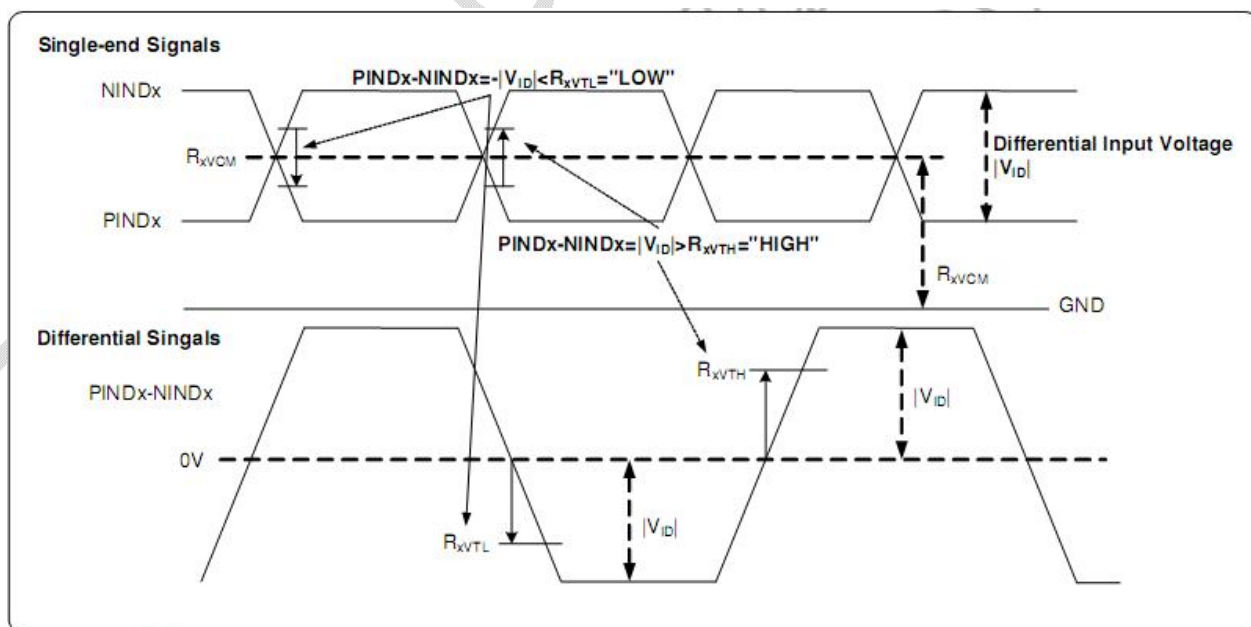 Single-end Signals
PINDx-NINDx=-|VID|<RxVTL="LOW"
NINDx
RxVCM
Differential Input Voltage
|VID|
PINDx
PINDx-NINDx=|VID|>RxVTH="HIGH"
RxVCM
GND
Differential Singals
RxVTH
PINDx-NINDx
|VID|
0V
|VID|
RxVTL